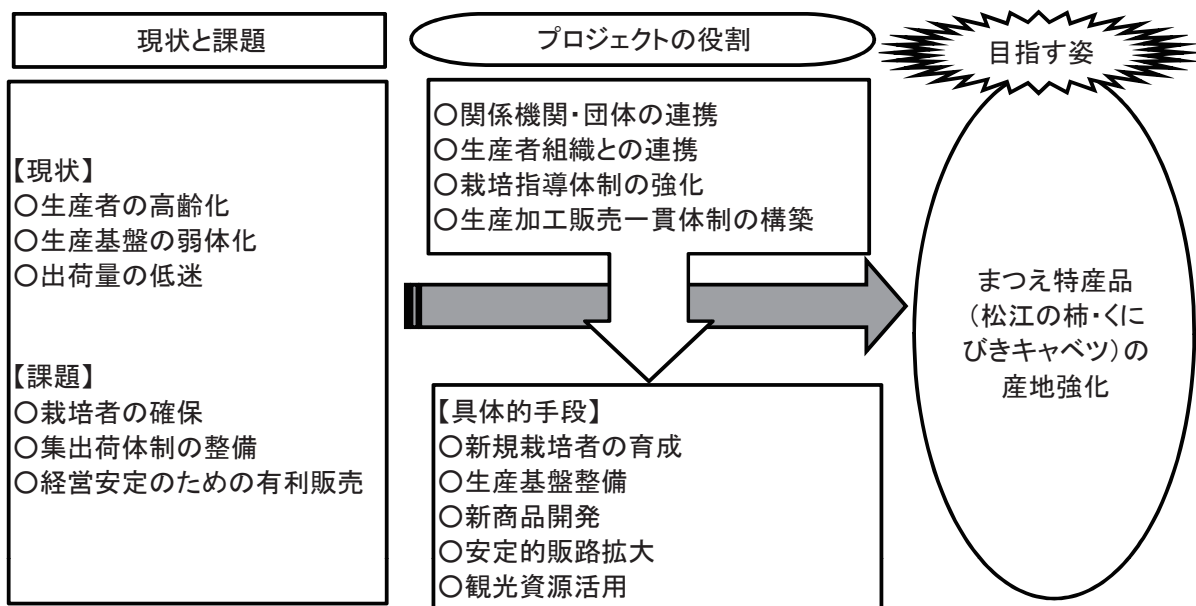 現状と課題
【現状】
○生産者の高齢化
○生産基盤の弱体化
○出荷量の低迷
【課題】
○栽培者の確保
○集出荷体制の整備
○経営安定のための有利販売
プロジェクトの役割
○関係機関・団体の連携
○生産者組織との連携
○栽培指導体制の強化
○生産加工販売一貫体制の構築
【具体的手段】
○新規栽培者の育成
○生産基盤整備
○新商品開発
○安定的販路拡大
○観光資源活用
目指す姿
まつえ特産品
（松江の柿・くに
びきキャベツ）の
産地強化